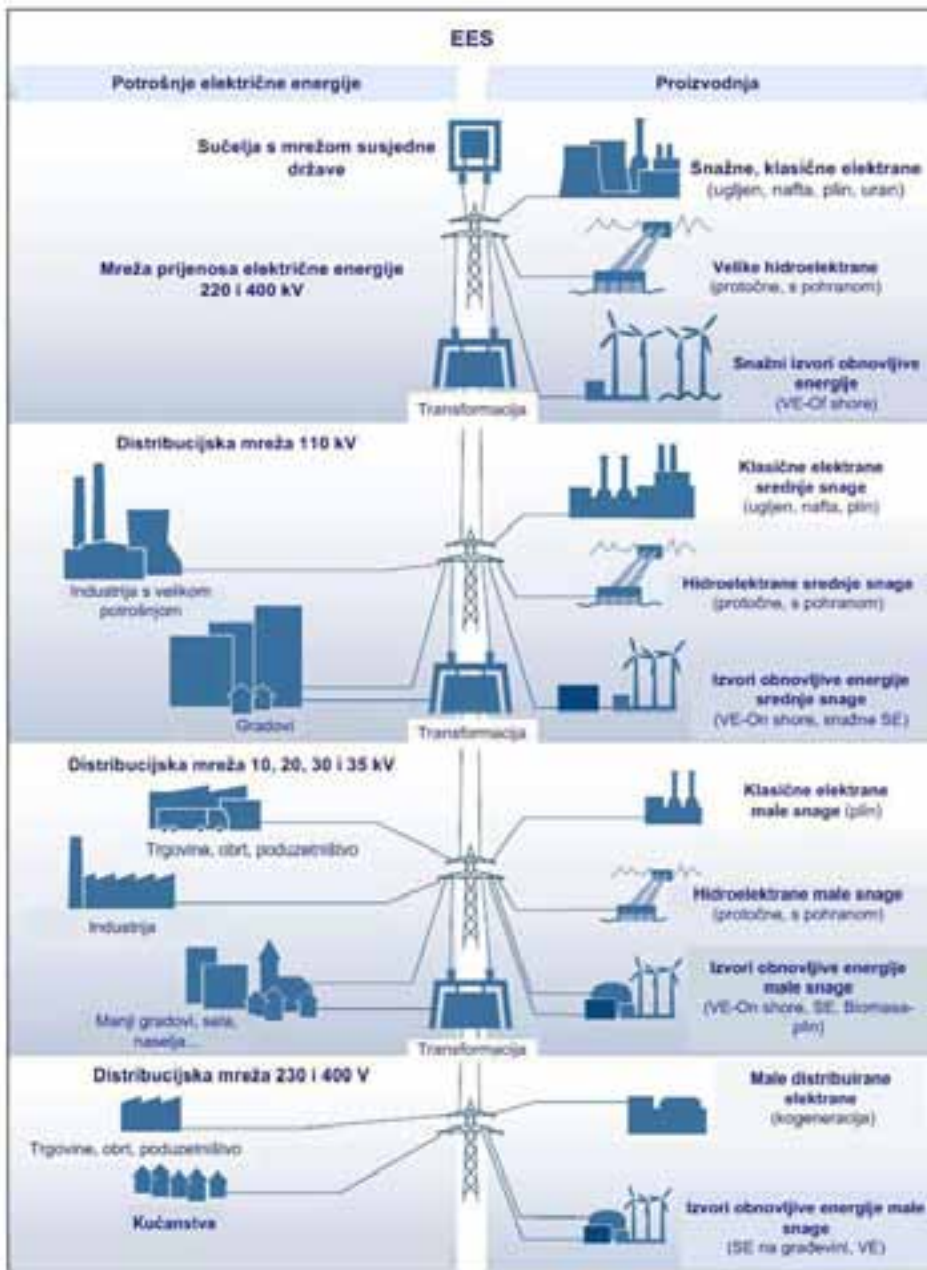 EES
Potrošnje električne energije
Proizvodnja
Sučelja s mrežom susjedne
države
Snažne, klasične elektrane
(ugljen, nafta, plin, uran)
Mreža prijenosa električne energije
220 i 400 kV
Velike hidroelektrane
(protočne, s pohranom)
Snažni izvori obnovljive
energije
(VE-Of shore)
Transformacija
Distribucijska mreža 110 kV
Klasične elektrane
srednje snage
(ugljen, nafta, plin)
Industrija s velikom
potrošnjom
Hidroelektrane srednje snage
(protočne, s pohranom)
Gradovi
Izvori obnovljive energije
srednje snage
(VE-On shore, snažne SE)
Transformacija
Distribucijska mreža 10, 20, 30 i 35 kV
Klasične elektrane
male snage (plin)
Trgovine, obrt, poduzetništvo
Industrija
Hidroelektrane male snage
(protočne, s pohranom)
Manji gradovi, sela,
naselja...
Izvori obnovljive energije
male snage
(VE-On shore, SE, Biomasa-
plin)
Transformacija
Distribucijska mreža 230 i 400 V
Male distribuirane
elektrane
(kogeneracija)
Trgovine, obrt, poduzetništvo
Kućanstva
Izvori obnovljive energije male
snage
(SE na građevini, VE)